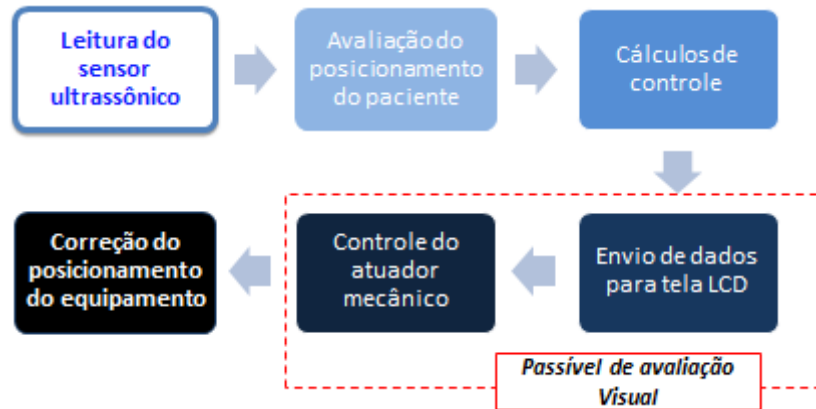 Leitura do
sensor
ultrassônico
Avaliação do
posicionamento
do paciente
Cálculos de
controle
Envio de dados
para tela LCD
Controle do
atuador
mecânico
Correção do
posicionamento
do equipamento
Passível de avaliação
Visual